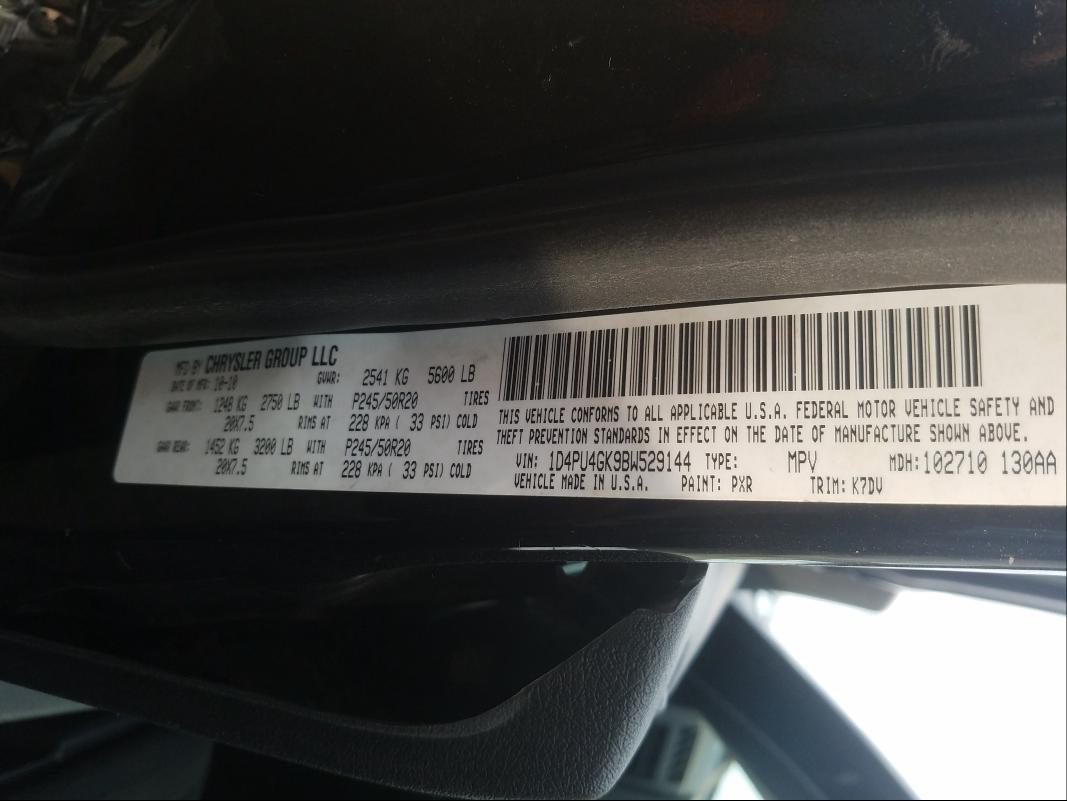 MFD BY CHRYSLER GROUP LLC
DATE OF MFR: 10-10 GVWR: 2541 KG 5600 LB
GAWR FRONT: 1248 KG 2750 LB WITH P245/50R20 TIRES
20X7.5 RIMS AT 228 KPA ( 33 PSI) COLD
GAWR REAR: 1452 KG 3200 LB WITH P245/50R20 TIRES
20X7.5 RIMS AT 228 KPA ( 33 PSI) COLD
THIS VEHICLE CONFORMS TO ALL APPLICABLE U.S.A. FEDERAL MOTOR VEHICLE SAFETY AND
THEFT PREVENTION STANDARDS IN EFFECT ON THE DATE OF MANUFACTURE SHOWN ABOVE.
VIN: 1D4PU4GK9BW529144 TYPE: MPV MDH: 102710 130AA
VEHICLE MADE IN U.S.A. PAINT: PXR TRIM: K7DV